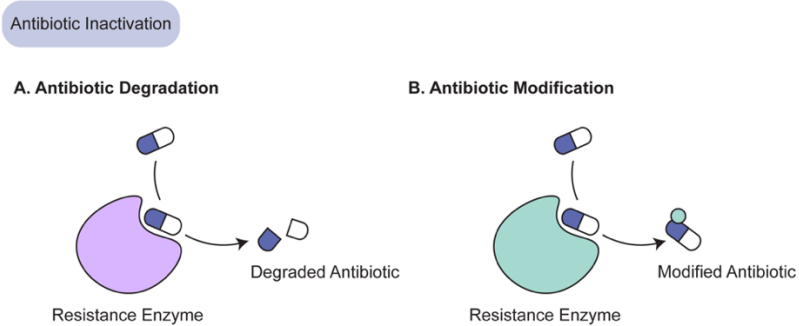 Antibiotic Inactivation
A. Antibiotic Degradation
B. Antibiotic Modification
Degraded Antibiotic
Modified Antibiotic
Resistance Enzyme
Resistance Enzyme